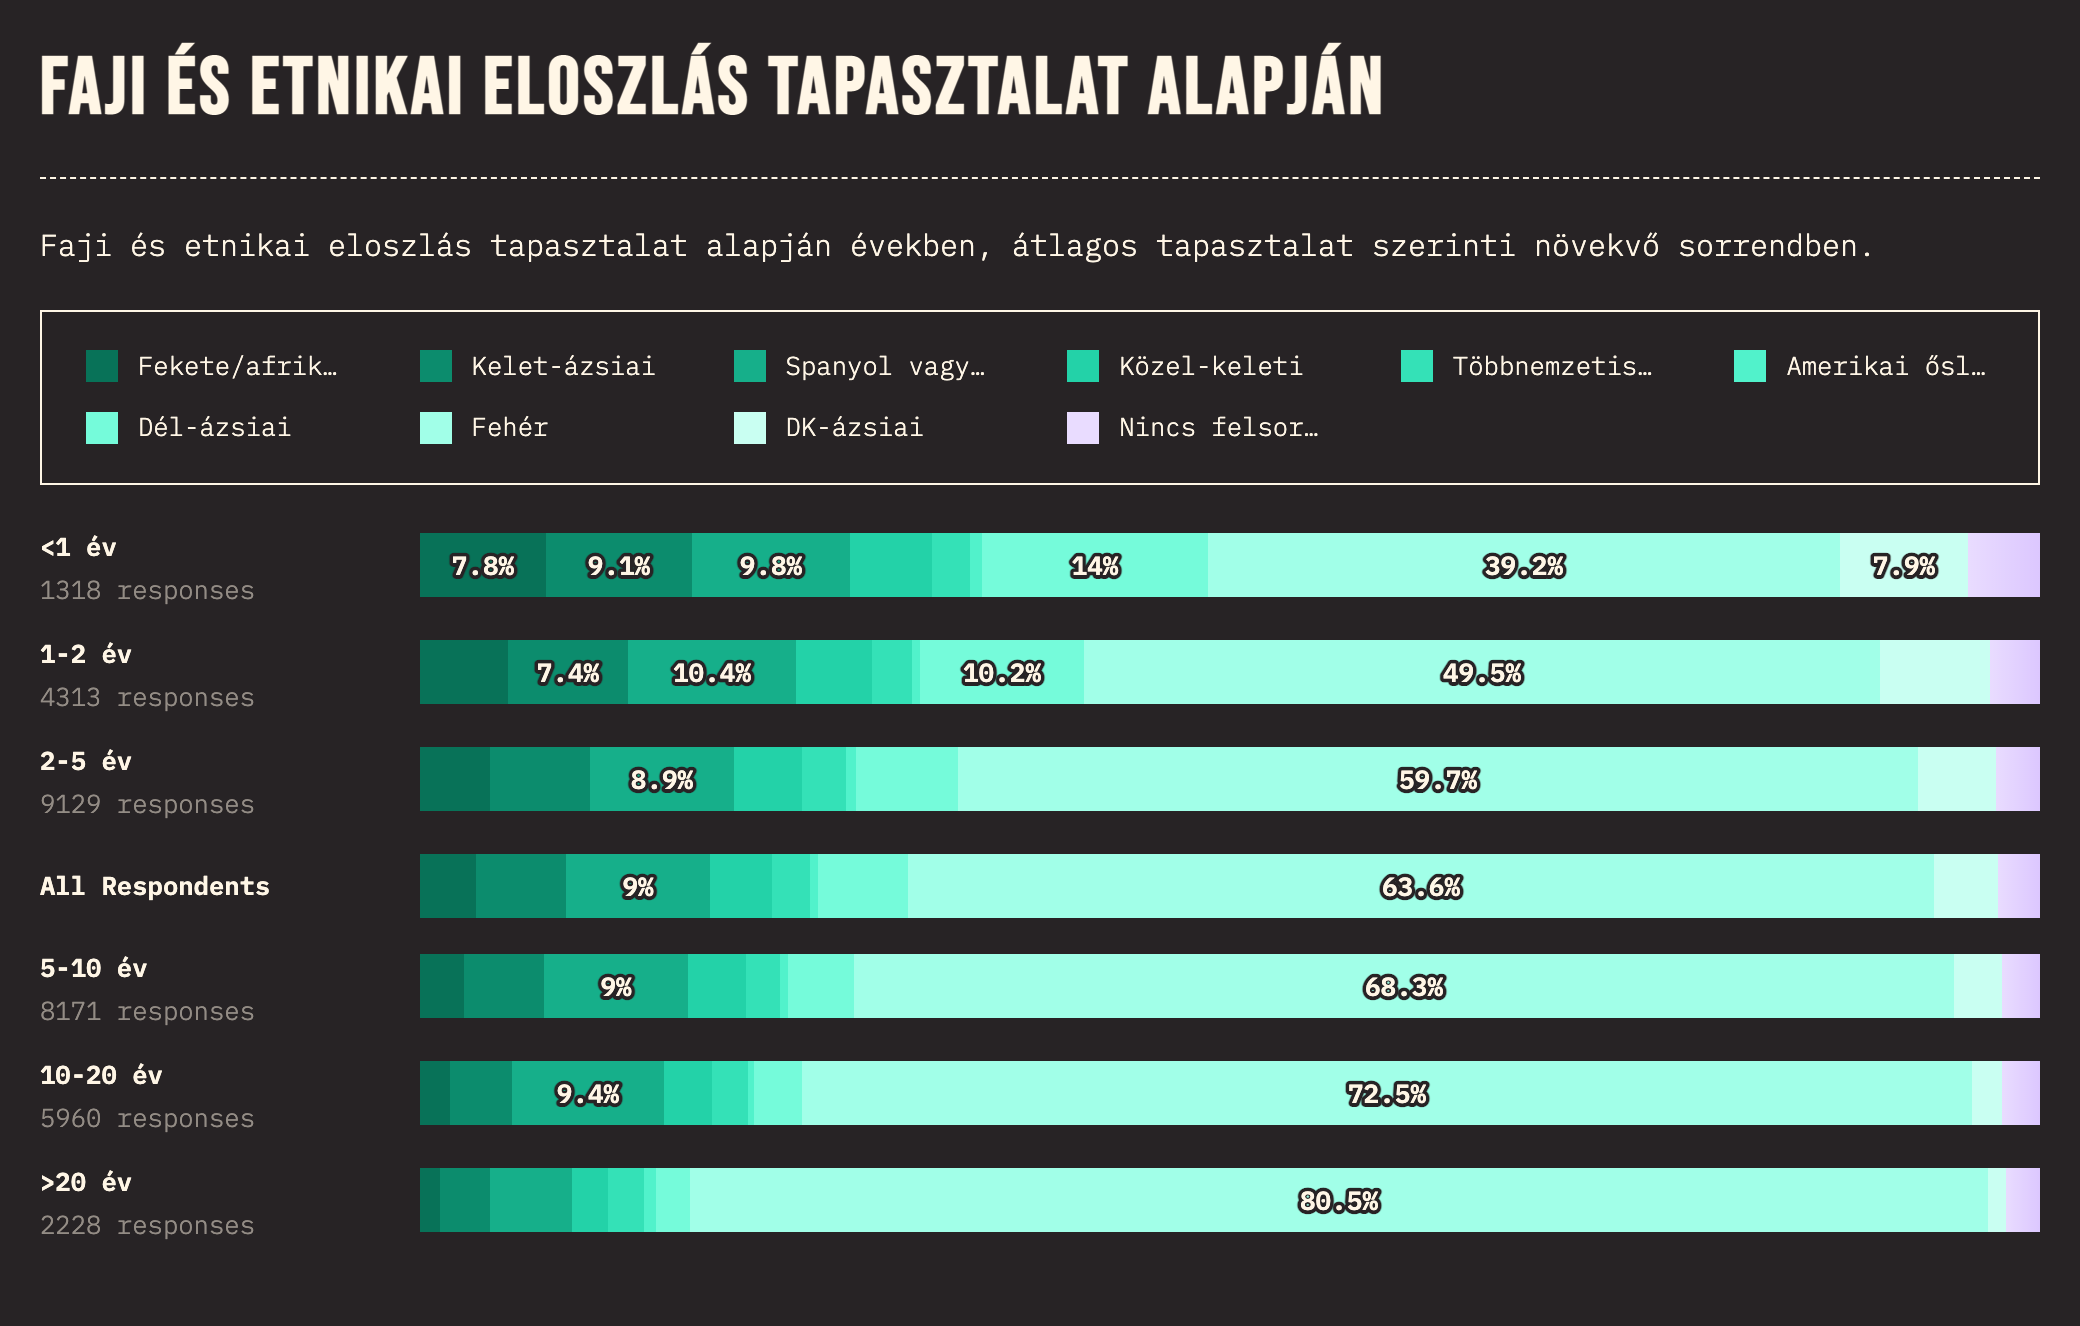 FAJI ÉS ETNIKAI ELOSZLÁS TAPASZTALAT ALAPJÁN
Faji és etnikai eloszlás tapasztalat alapján években, átlagos tapasztalat szerinti növekvő sorrendben.
Fekete/afrik… Kelet-ázsiai Spanyol vagy… Közel-keleti Többnemzetis… Amerikai ősl…
Dél-ázsiai Fehér DK-ázsiai Nincs felsor…
<1 év
1318 responses
7.8% 9.1% 9.8% 14% 39.2% 7.9%
1-2 év
4313 responses
7.4% 10.4% 10.2% 49.5%
2-5 év
9129 responses
8.9% 59.7%
All Respondents
9% 63.6%
5-10 év
8171 responses
9% 68.3%
10-20 év
5960 responses
9.4% 72.5%
>20 év
2228 responses
80.5%